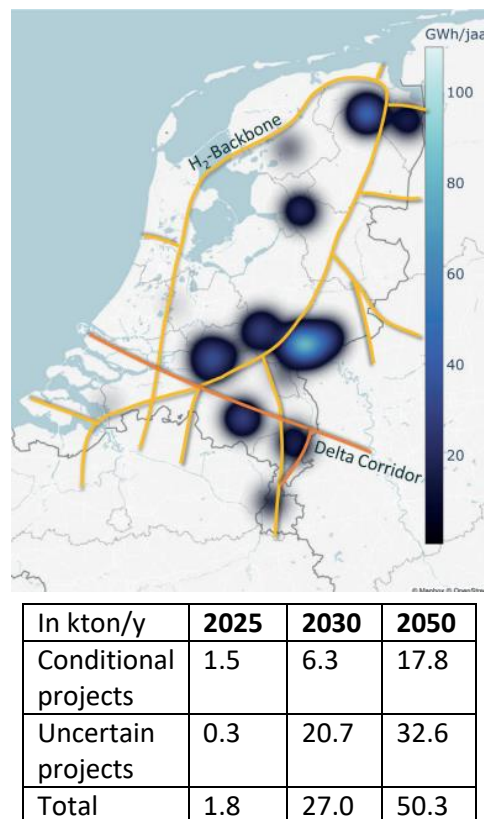 GWh/jaa
100
H₂-Backbone
80
60
40
20
Delta Corridor
© Mapbox © OpenStre
In kton/y 2025 2030 2050
Conditional 1.5 6.3 17.8
projects
Uncertain 0.3 20.7 32.6
projects
Total 1.8 27.0 50.3